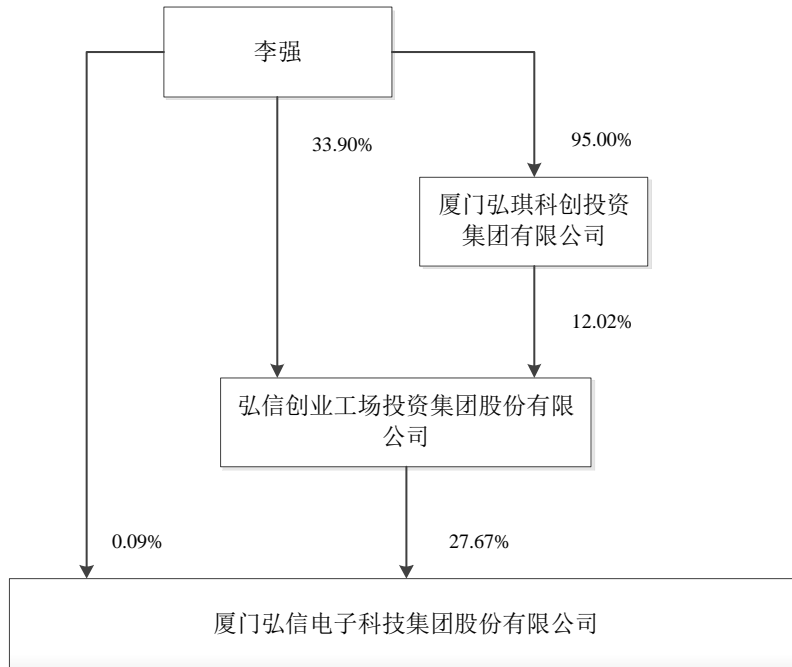 李强
33.90%
95.00%
厦门弘琪科创投资
集团有限公司
12.02%
弘信创业工场投资集团股份有限
公司
0.09%
27.67%
厦门弘信电子科技集团股份有限公司